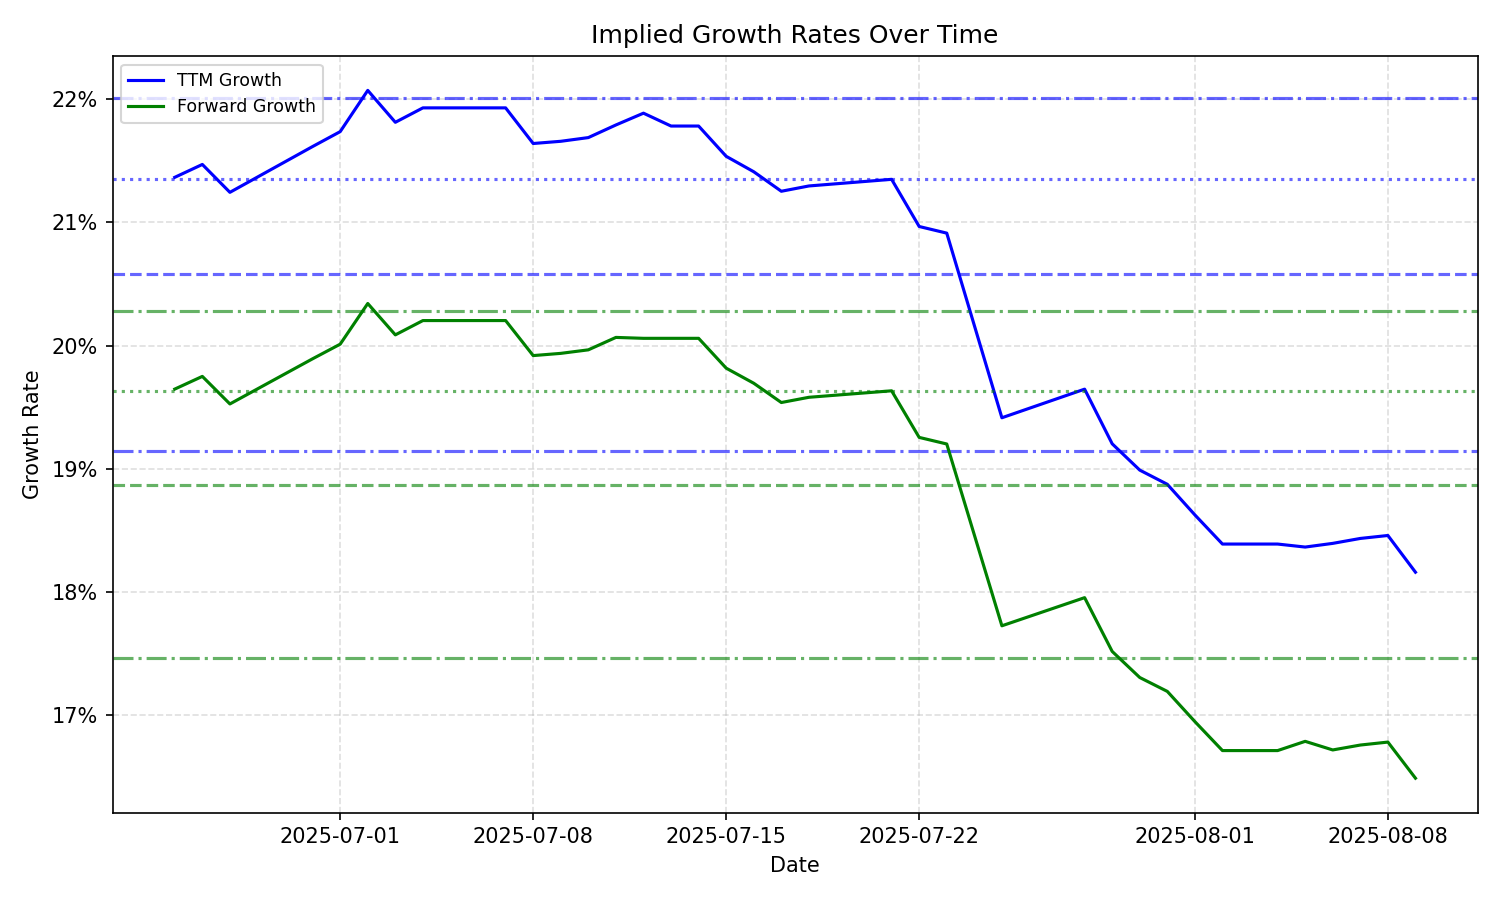 Implied Growth Rates Over Time
TTM Growth
Forward Growth
22%
21%
20%
19%
18%
17%
Growth Rate
2025-07-01
2025-07-08
2025-07-15
2025-07-22
2025-08-01
2025-08-08
Date